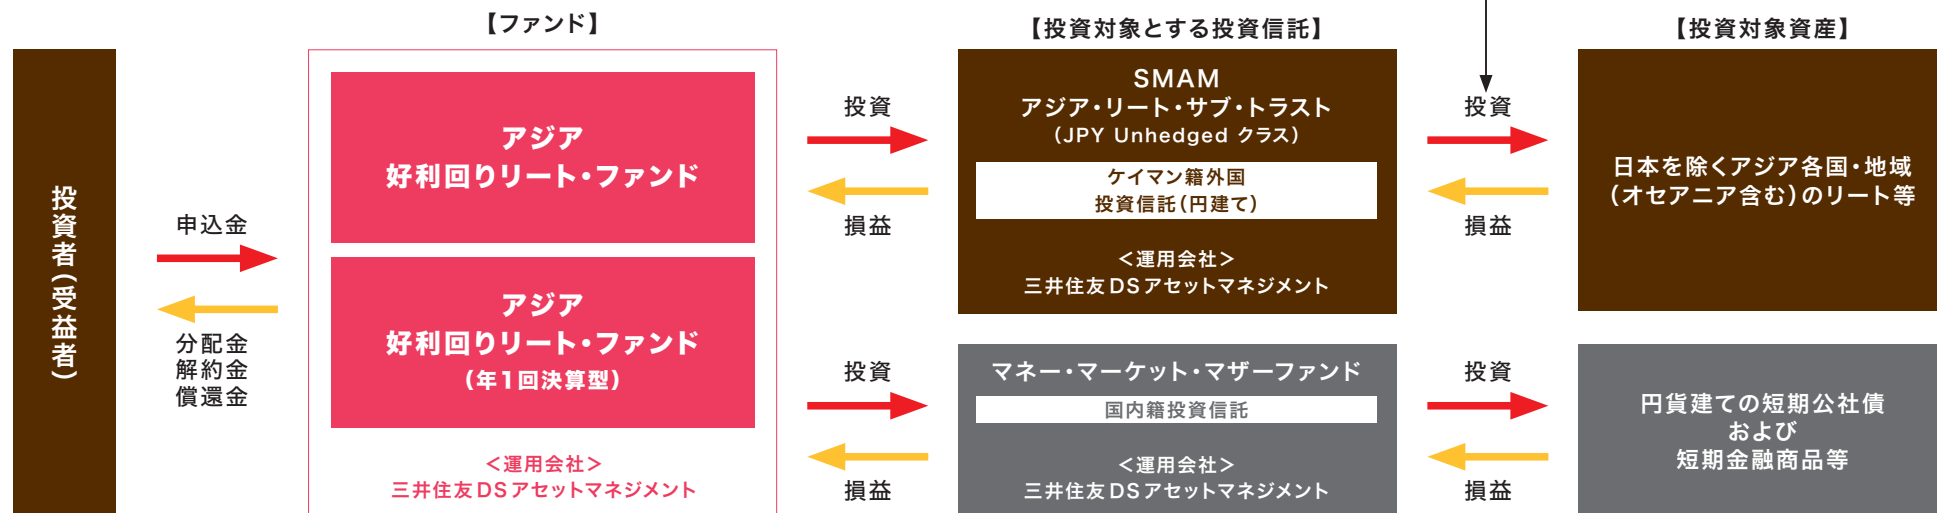 投資者(受益者)
申込金
分配金
解約金
償還金
【ファンド】
アジア
好利回りリート・ファンド
アジア
好利回りリート・ファンド
(年1回決算型)
＜運用会社＞
三井住友DSアセットマネジメント
投資
損益
投資
損益
【投資対象とする投資信託】
SMAM
アジア・リート・サブ・トラスト
(JPY Unhedged クラス)
ケイマン籍外国
投資信託(円建て)
＜運用会社＞
三井住友DSアセットマネジメント
マネー・マーケット・マザーファンド
国内籍投資信託
＜運用会社＞
三井住友DSアセットマネジメント
投資
損益
投資
損益
【投資対象資産】
日本を除くアジア各国・地域
(オセアニア含む)のリート等
円貨建ての短期公社債
および
短期金融商品等